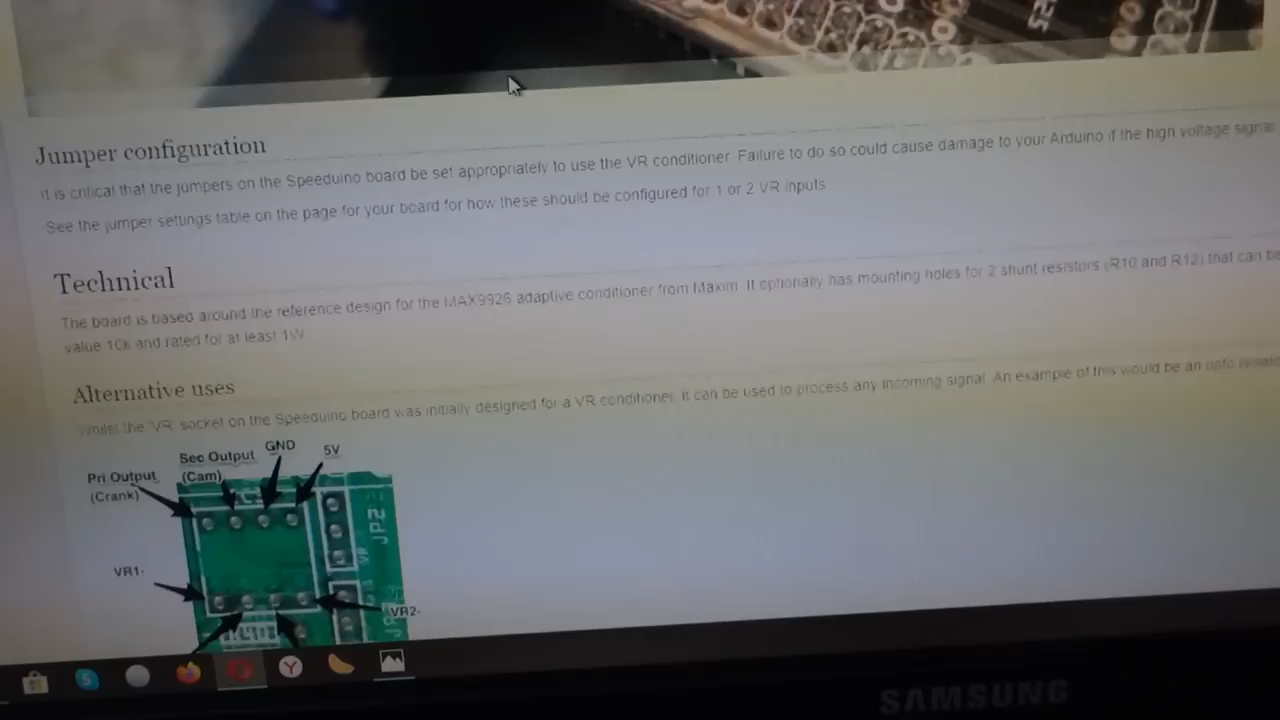 Jumper configuration
It is critical that the jumpers on the Speeduino board be set appropriately to use the VR conditioner. Failure to do so could cause damage to your Arduino if the high voltage signal
See the jumper settings table on the page for your board for how these should be configured for 1 or 2 VR inputs
Technical
The board is based around the reference design for the MAX9926 adaptive conditioner from Maxim. It optionally has mounting holes for 2 shunt resistors (R10 and R12) that can be
value 10k and rated for at least 1W
Alternative uses
Whilst the 'VR' socket on the Speeduino board was initially designed for a VR conditioner, it can be used to process any incoming signal. An example of this would be an opto
Pri Output
(Crank)
Sec Output
(Cam)
GND
5V
JP2
VR
VR1-
VR2-
SAMSUNG